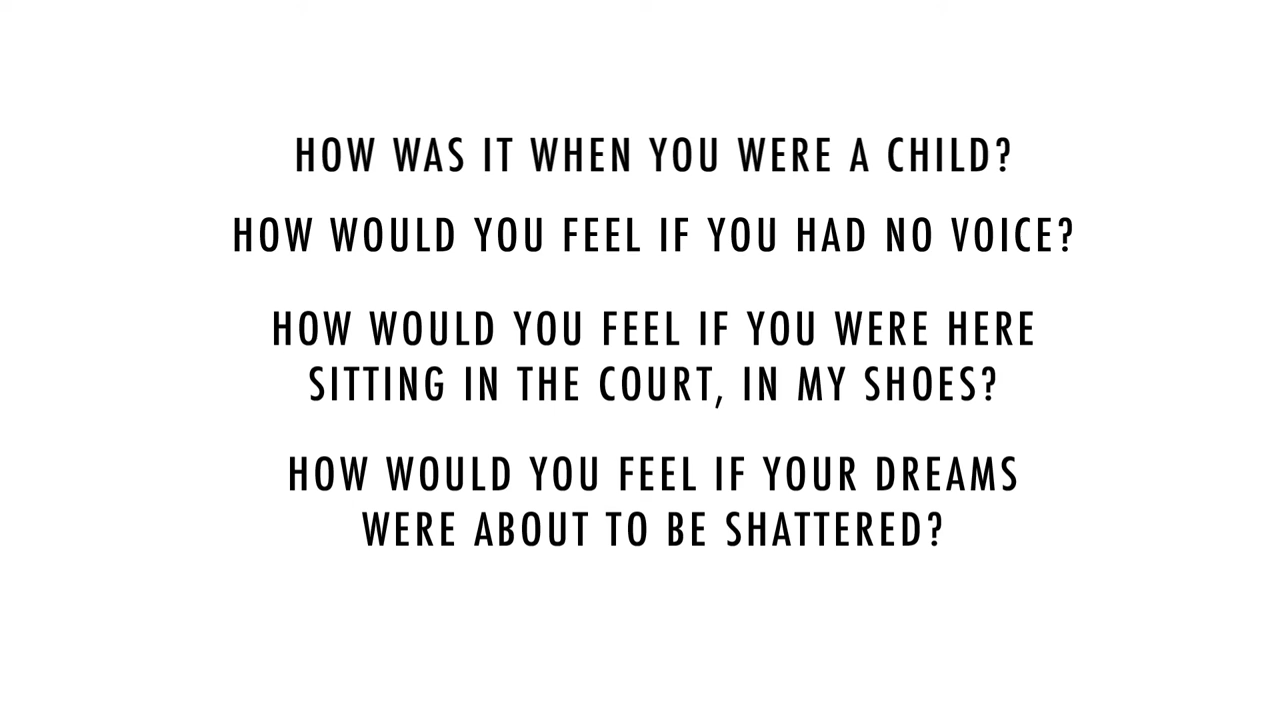 HOW WAS IT WHEN YOU WERE A CHILD?
HOW WOULD YOU FEEL IF YOU HAD NO VOICE?
HOW WOULD YOU FEEL IF YOU WERE HERE
SITTING IN THE COURT, IN MY SHOES?
HOW WOULD YOU FEEL IF YOUR DREAMS
WERE ABOUT TO BE SHATTERED?